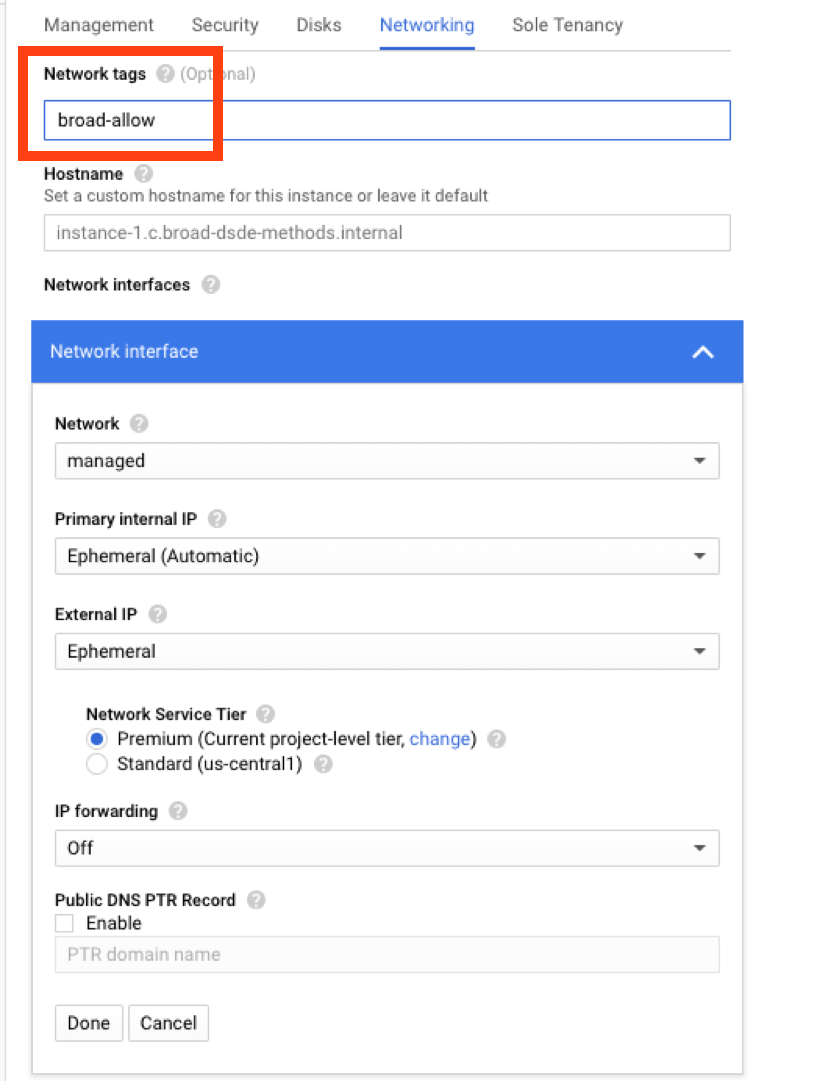 Management Security Disks Networking Sole Tenancy
Network tags ? (Optional)
broad-allow
Hostname ?
Set a custom hostname for this instance or leave it default
instance-1.c.broad-dsde-methods.internal
Network interfaces ?
Network interface
Network ?
managed
Primary internal IP ?
Ephemeral (Automatic)
External IP ?
Ephemeral
Network Service Tier ?
Premium (Current project-level tier, change) ?
Standard (us-central1) ?
IP forwarding ?
Off
Public DNS PTR Record ?
Enable
PTR domain name
Done Cancel